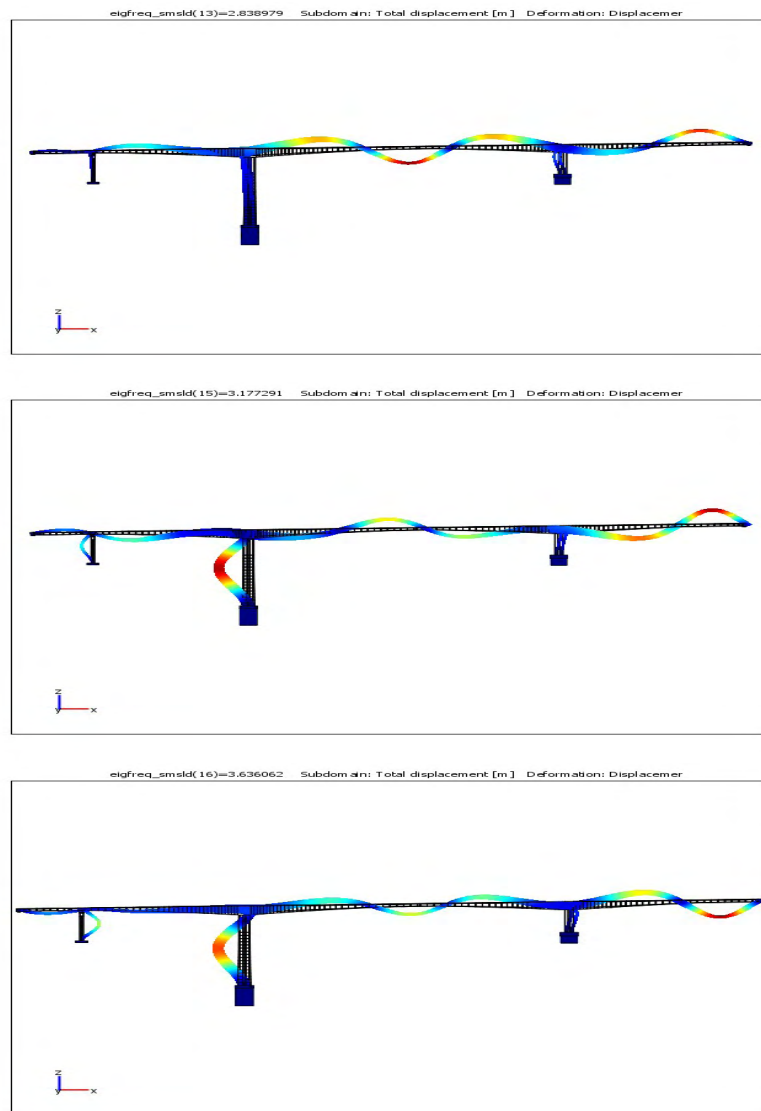 eigfreq_smsld(13)=2.838979 Subdomain: Total displacement [m] Deformation: Displacemer
z
y x
eigfreq_smsld(15)=3.177291 Subdomain: Total displacement [m] Deformation: Displacemer
z
y x
eigfreq_smsld(16)=3.636062 Subdomain: Total displacement [m] Deformation: Displacemer
z
y x